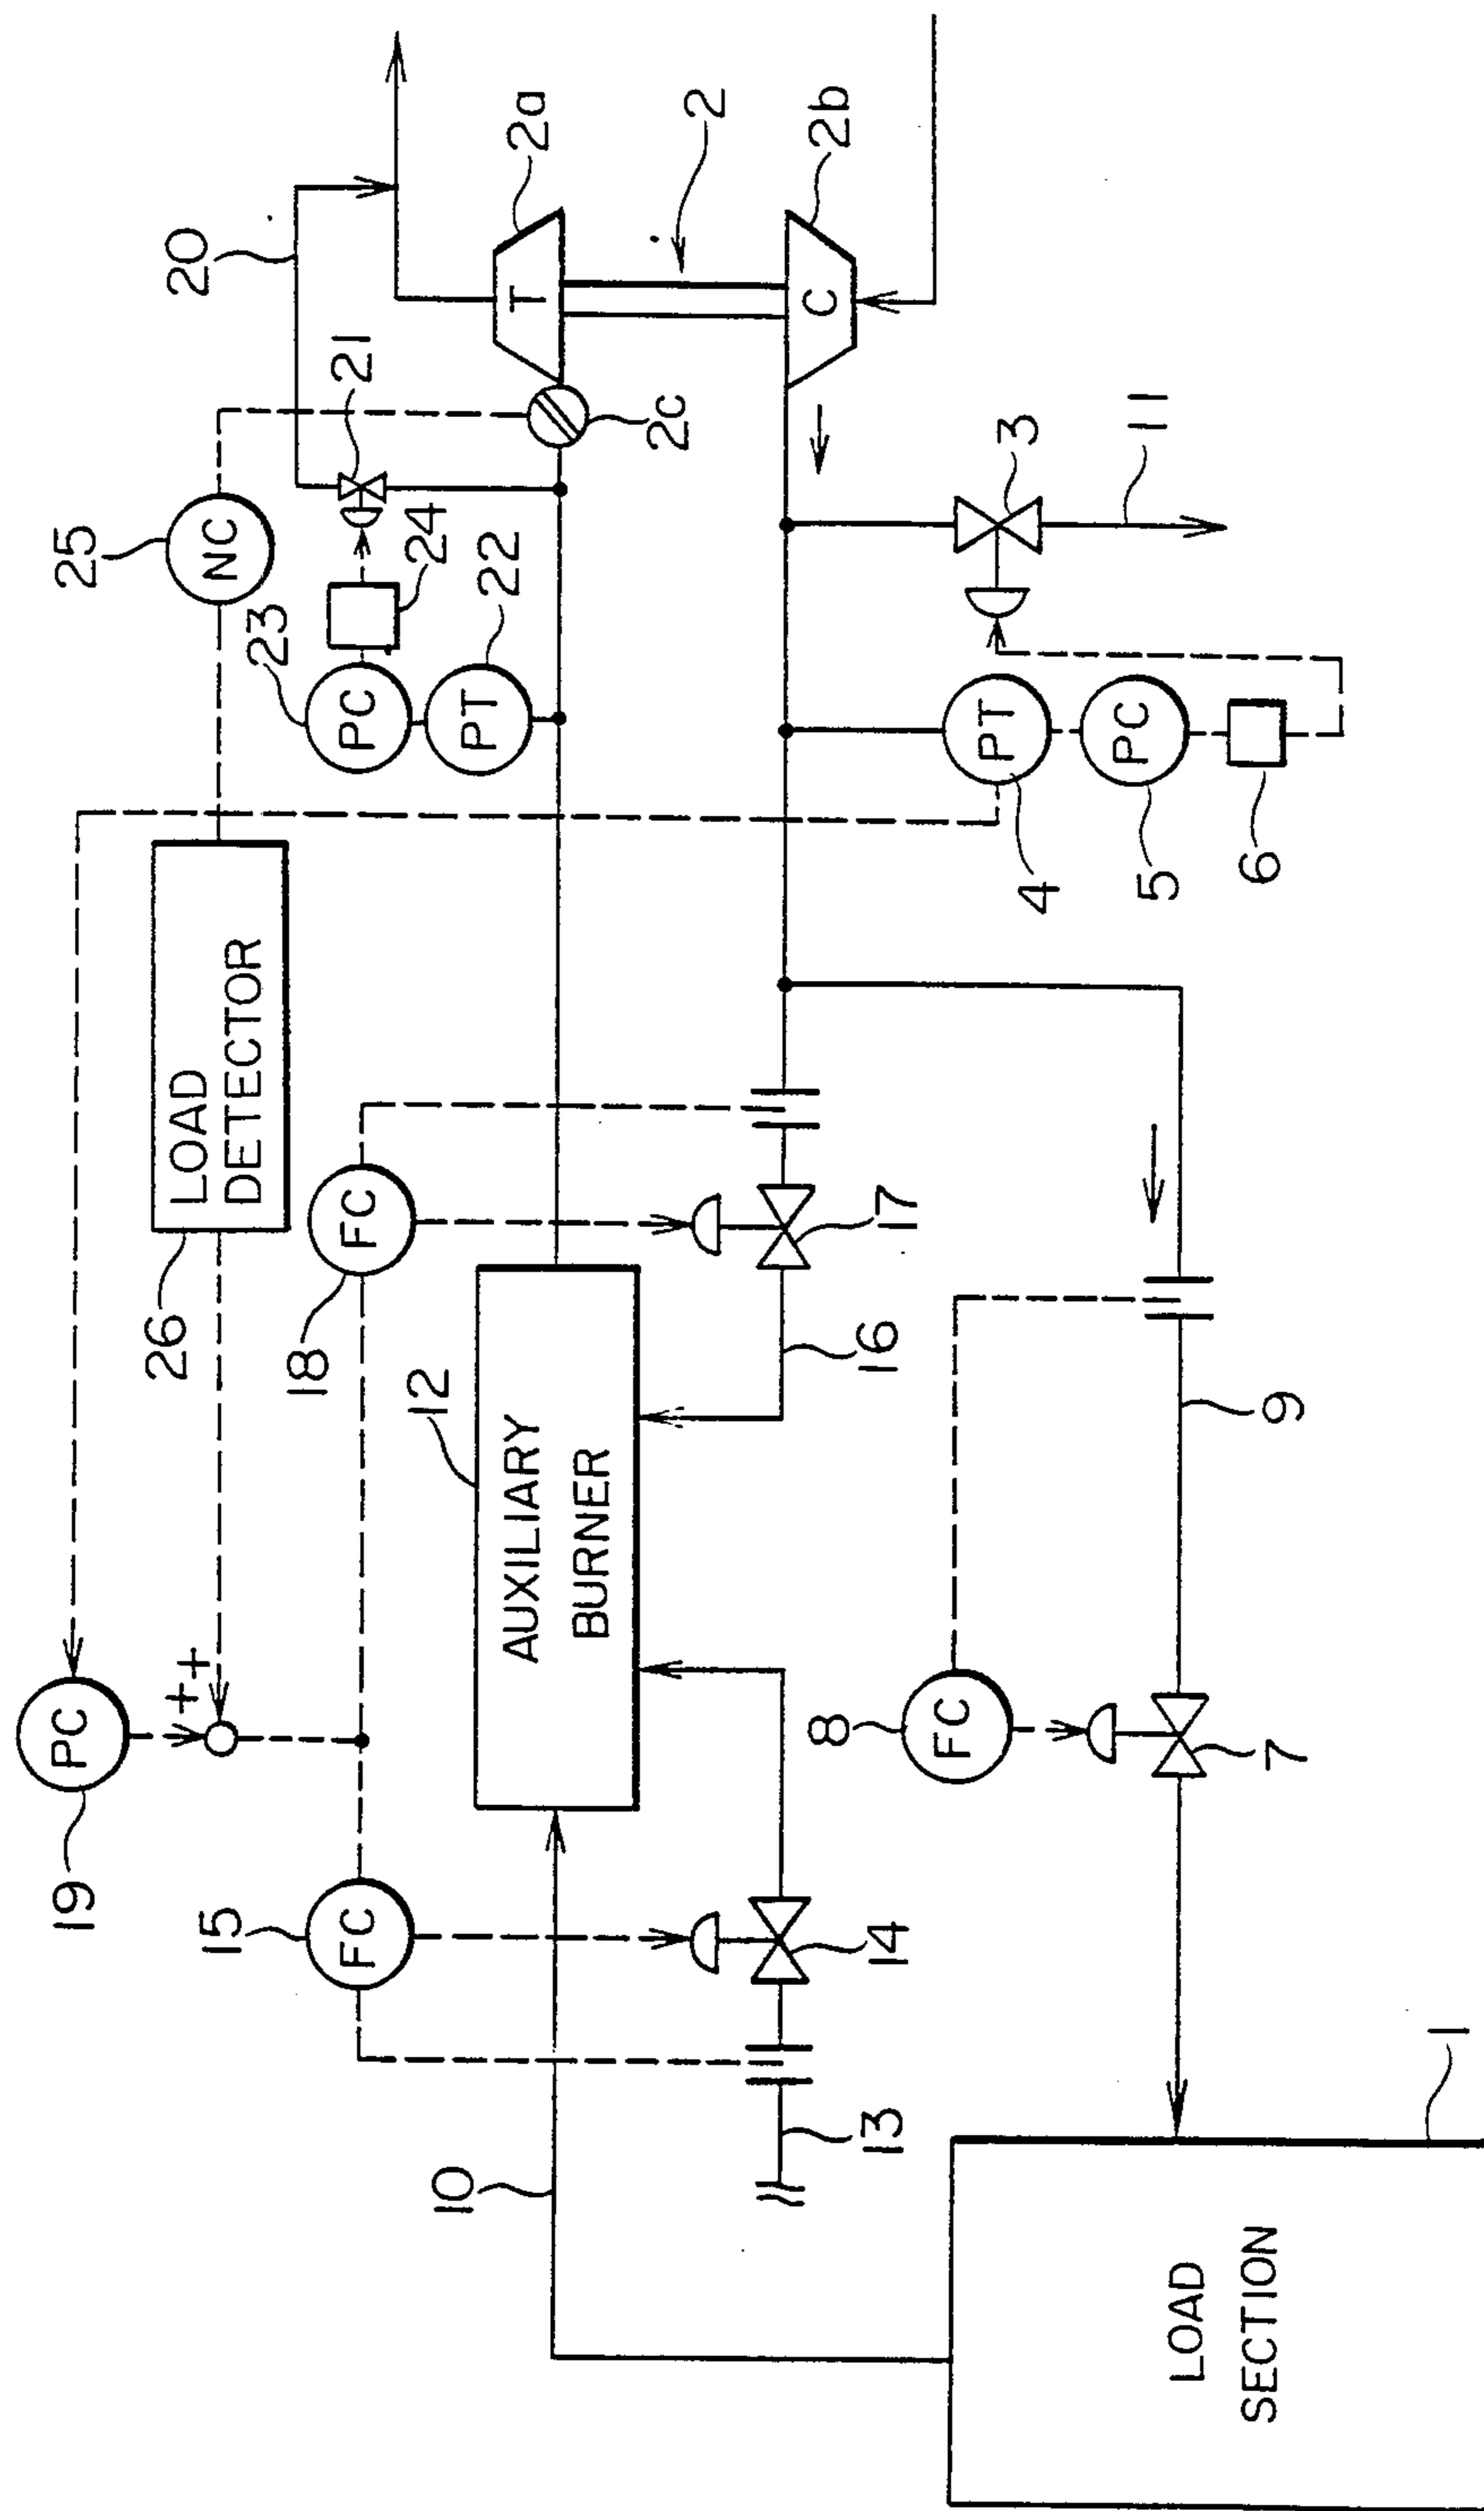 20
2a
2
2b
T
C
21
2c
25
NC
24
23
PC
22
PT
3
11
PT
4
PC
5
6
LOAD
DETECTOR
26
FC
18
17
16
12
AUXILIARY
BURNER
9
PC
19
+
+
8
FC
7
15
FC
14
10
13
1
LOAD
SECTION